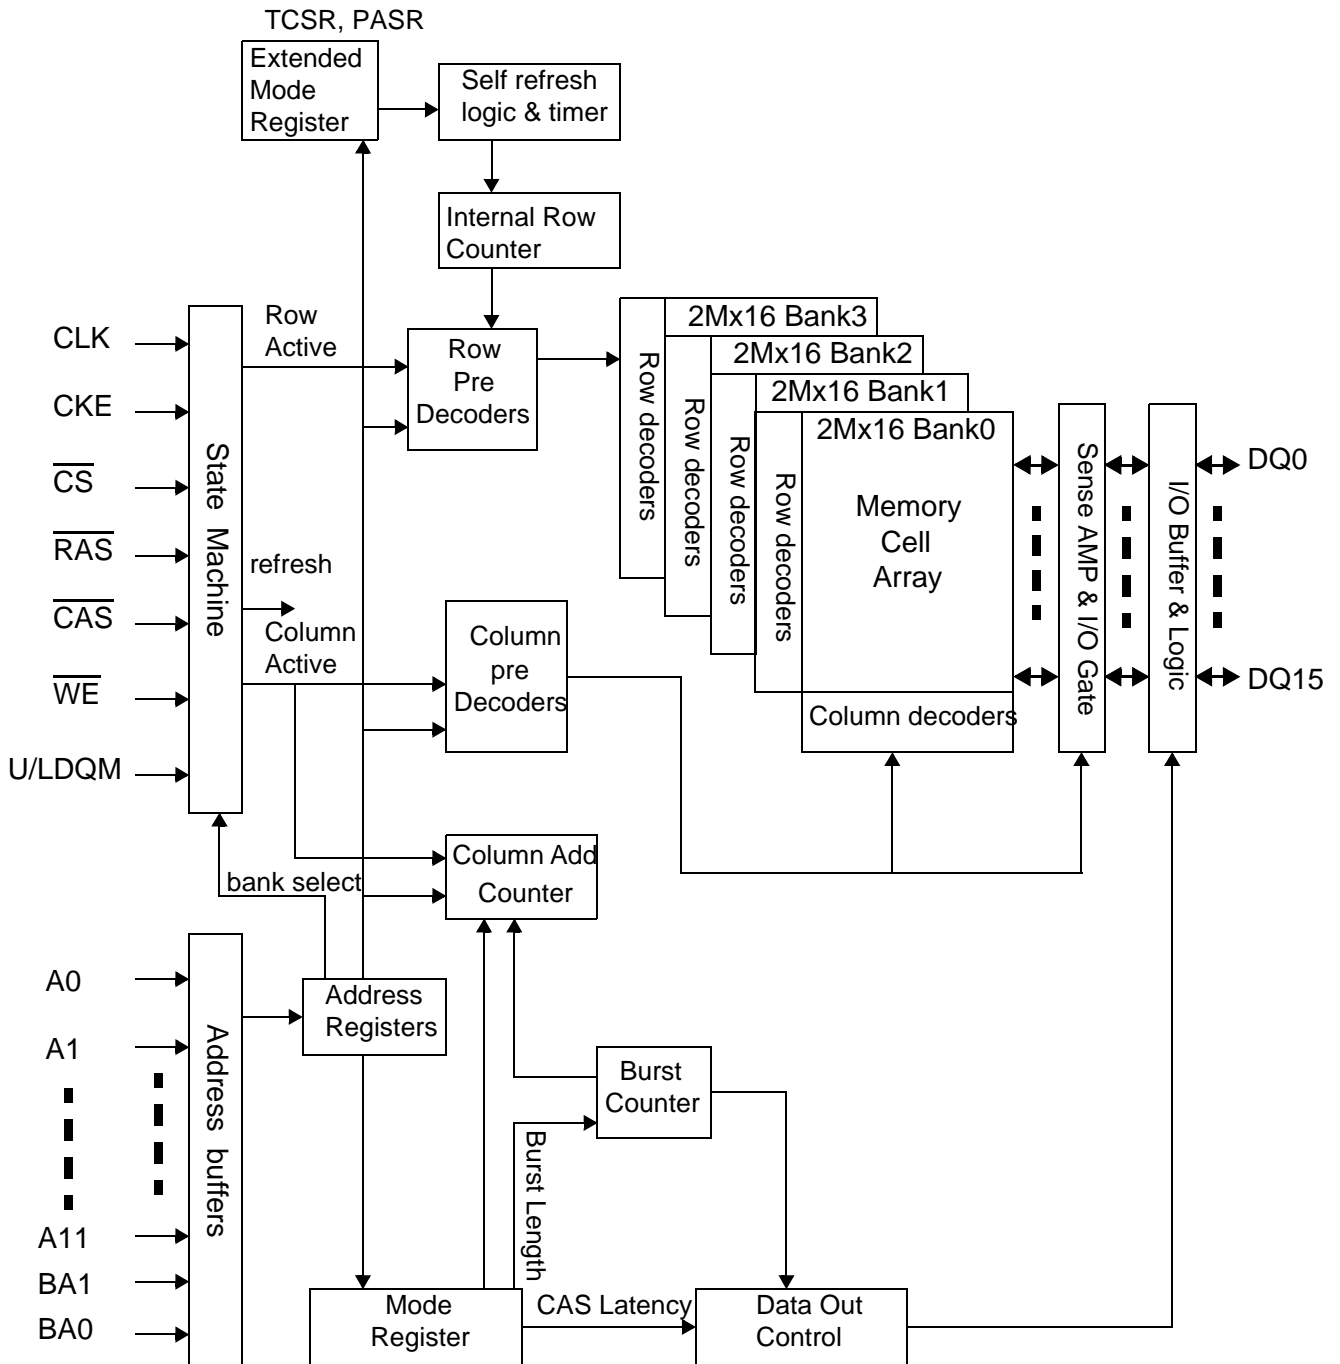 TCSR, PASR
Extended
Mode
Register
Self refresh
logic & timer
Internal Row
Counter
Row
Active
Row
Pre
Decoders
CLK
CKE
CS
RAS
CAS
WE
U/LDQM
State Machine
refresh
Column
Active
Column
pre
Decoders
2Mx16 Bank3
2Mx16 Bank2
2Mx16 Bank1
2Mx16 Bank0
Row decoders
Row decoders
Row decoders
Row decoders
Memory
Cell
Array
Column decoders
Sense AMP & I/O Gate
I/O Buffer & Logic
DQ0
DQ15
bank select
Column Add
Counter
A0
A1
A11
BA1
BA0
Address buffers
Address
Registers
Burst
Counter
Burst Length
Mode
Register
CAS Latency
Data Out
Control